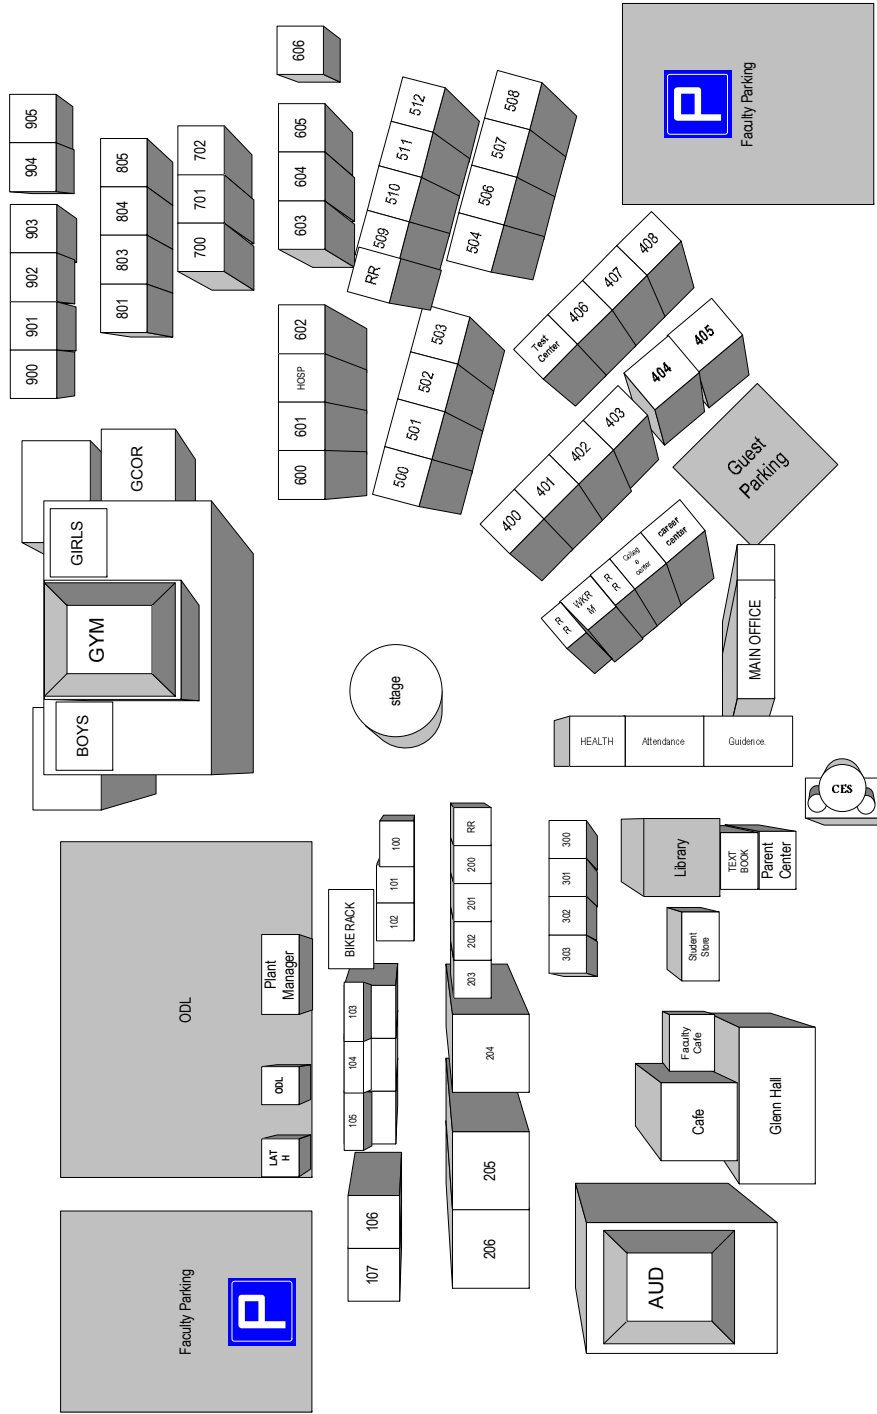 606
905
904
903
902
901
900
805
804
803
801
702
701
700
605
604
603
602
HOSP
601
600
512
511
510
509
RR
508
507
506
504
503
502
501
500
P
Faculty Parking
408
407
406
Test
Center
405
404
403
402
401
400
Guest
Parking
career
center
Colleg
e
center
R
R
WKR
M
R
R
GCOR
GIRLS
GYM
BOYS
stage
MAIN OFFICE
HEALTH
Attendance
Guidence.
CES
ODL
Plant
Manager
ODL
LAT
H
BIKE RACK
100
101
102
103
104
105
106
107
RR
200
201
202
203
204
205
206
300
301
302
303
Library
TEXT
BOOK
Parent
Center
Student
Store
Faculty
Cafe
Cafe
Glenn Hall
AUD
Faculty Parking
P